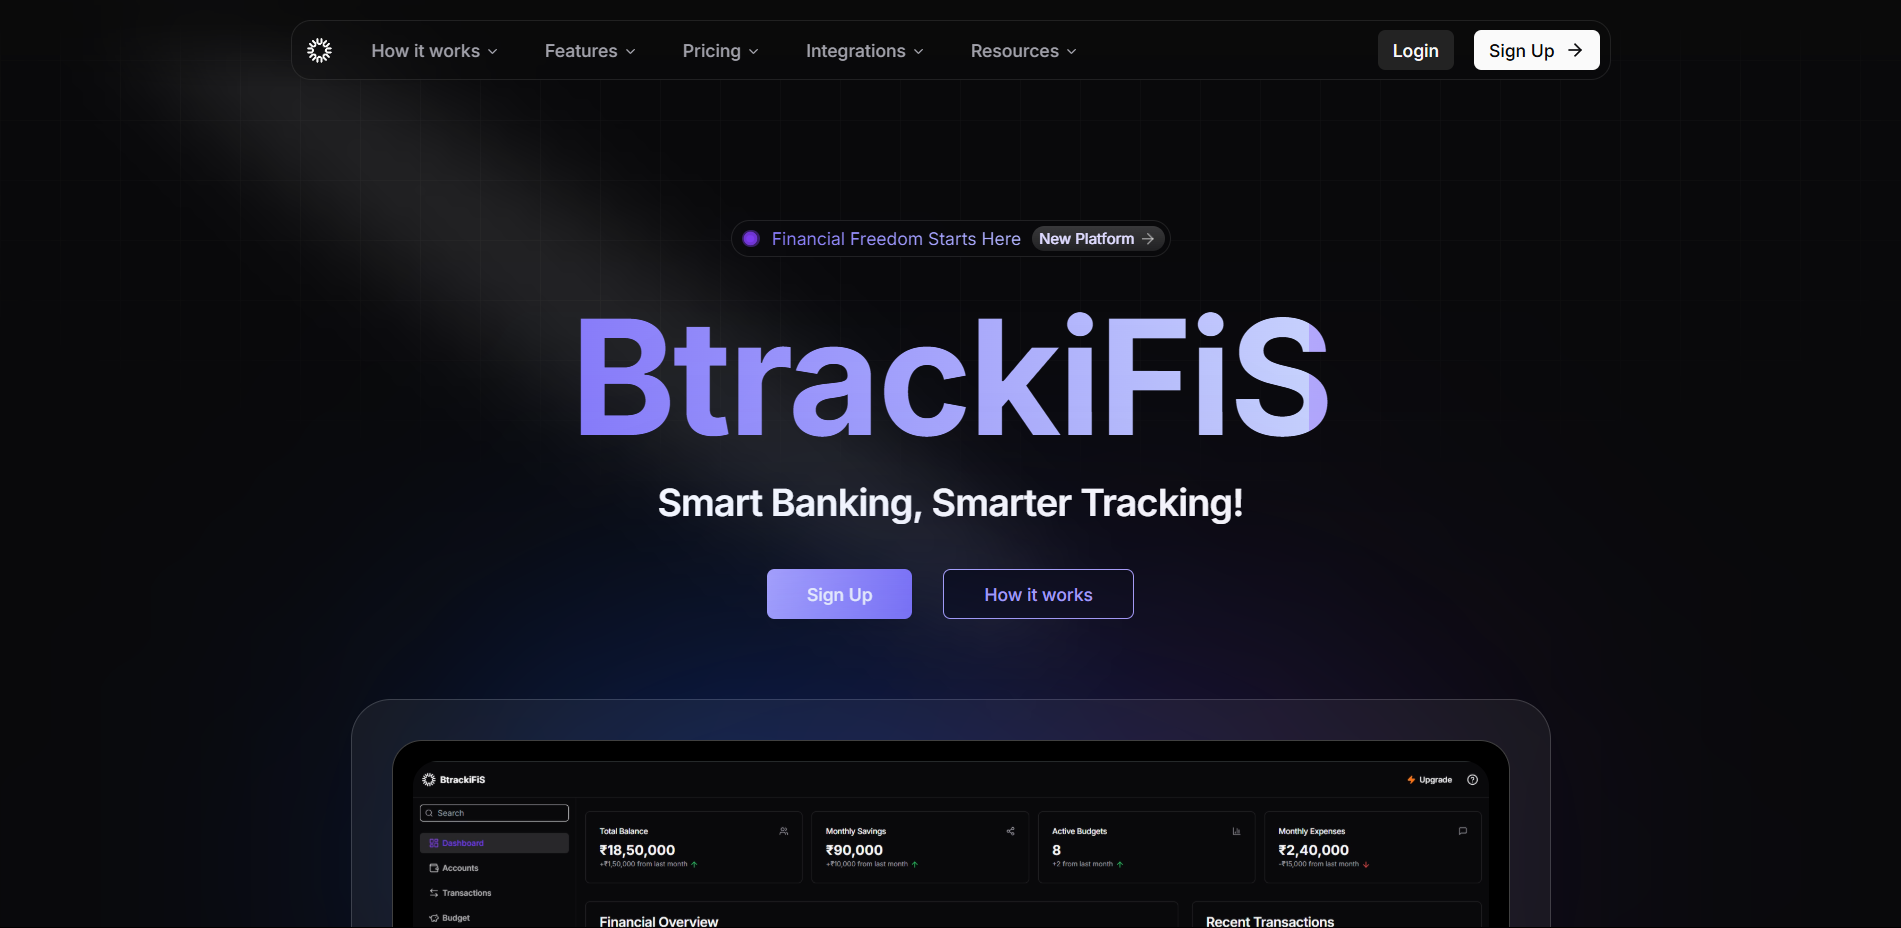 How it works Features Pricing Integrations Resources Login Sign Up
Financial Freedom Starts Here New Platform
BtrackiFiS
Smart Banking, Smarter Tracking!
Sign Up How it works
BtrackiFiS Upgrade
Search
Dashboard
Accounts
Transactions
Budget
Total Balance
₹18,50,000
+₹1,50,000 from last month
Monthly Savings
₹90,000
+₹10,000 from last month
Active Budgets
8
+2 from last month
Monthly Expenses
₹2,40,000
-₹15,000 from last month
Financial Overview
Recent Transactions